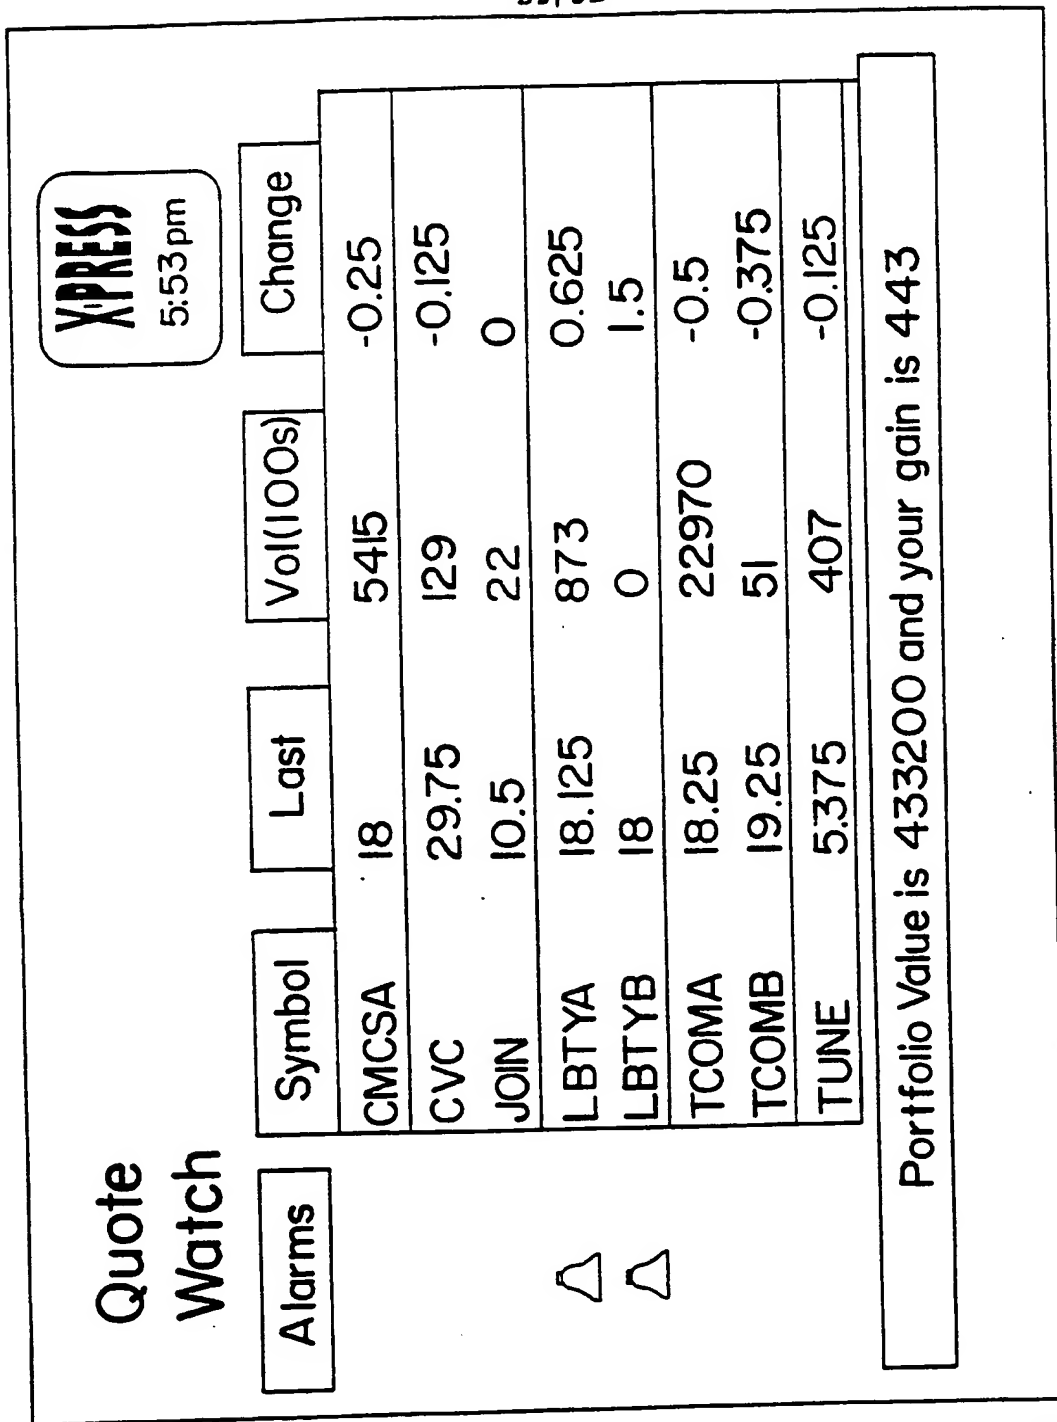 Quote
Watch
X·PRESS
5:53pm
Alarms Symbol Last Vol(100s) Change
CMCSA 18 5415 -0.25
CVC 29.75 129 -0.125
JOIN 10.5 22 0
LBTYA 18.125 873 0.625
LBTYB 18 0 1.5
TCOMA 18.25 22970 -0.5
TCOMB 19.25 51 -0.375
TUNE 5.375 407 -0.125
Portfolio Value is 433200 and your gain is 443